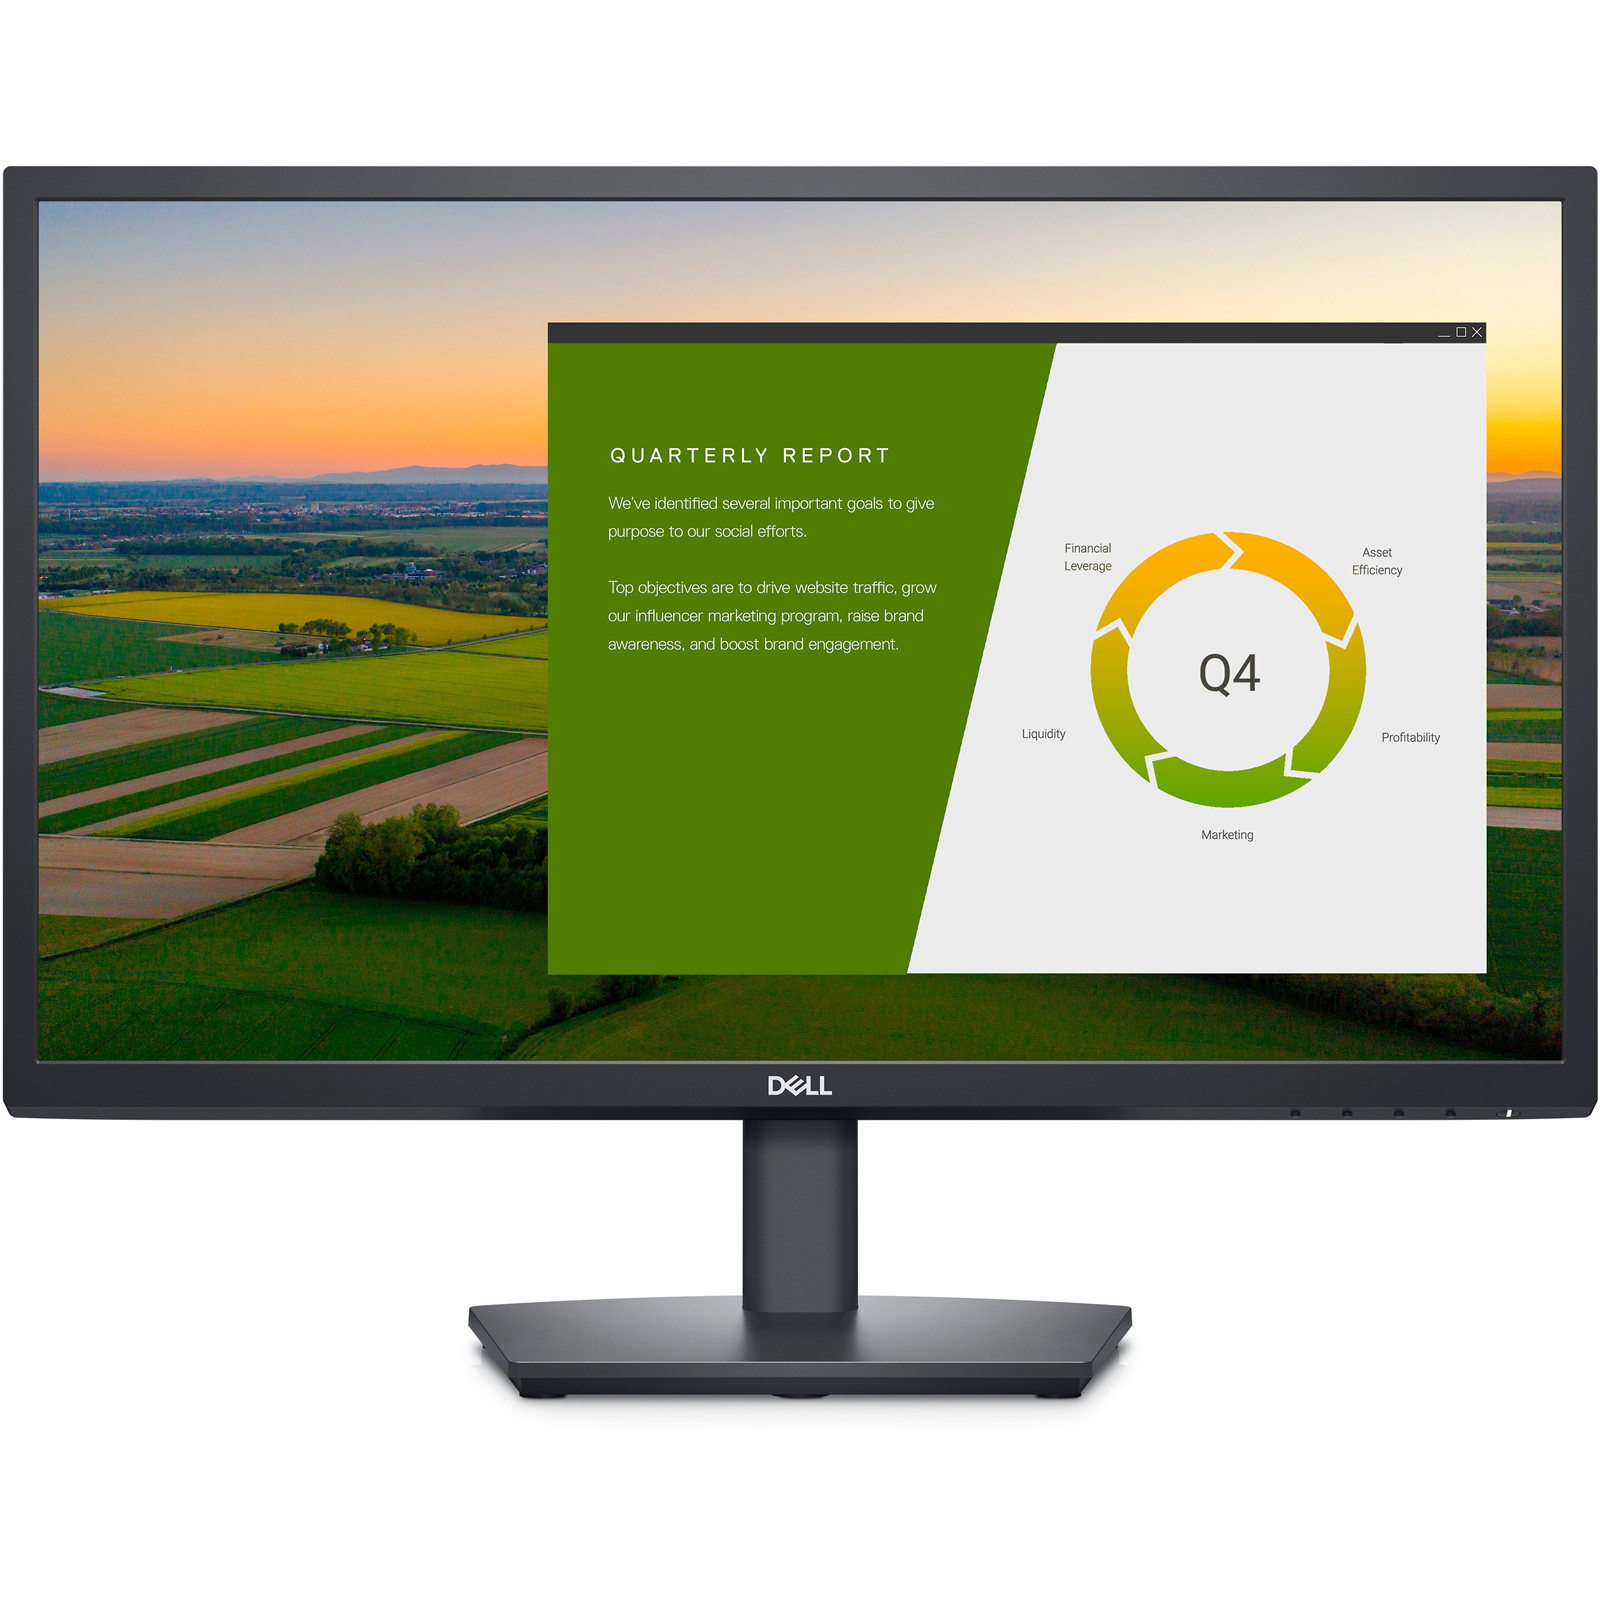 QUARTERLY REPORT
We've identified several important goals to give
purpose to our social efforts.
Top objectives are to drive website traffic, grow
our influencer marketing program, raise brand
awareness, and boost brand engagement.
Financial
Leverage
Asset
Efficiency
Q4
Liquidity
Profitability
Marketing
DELL